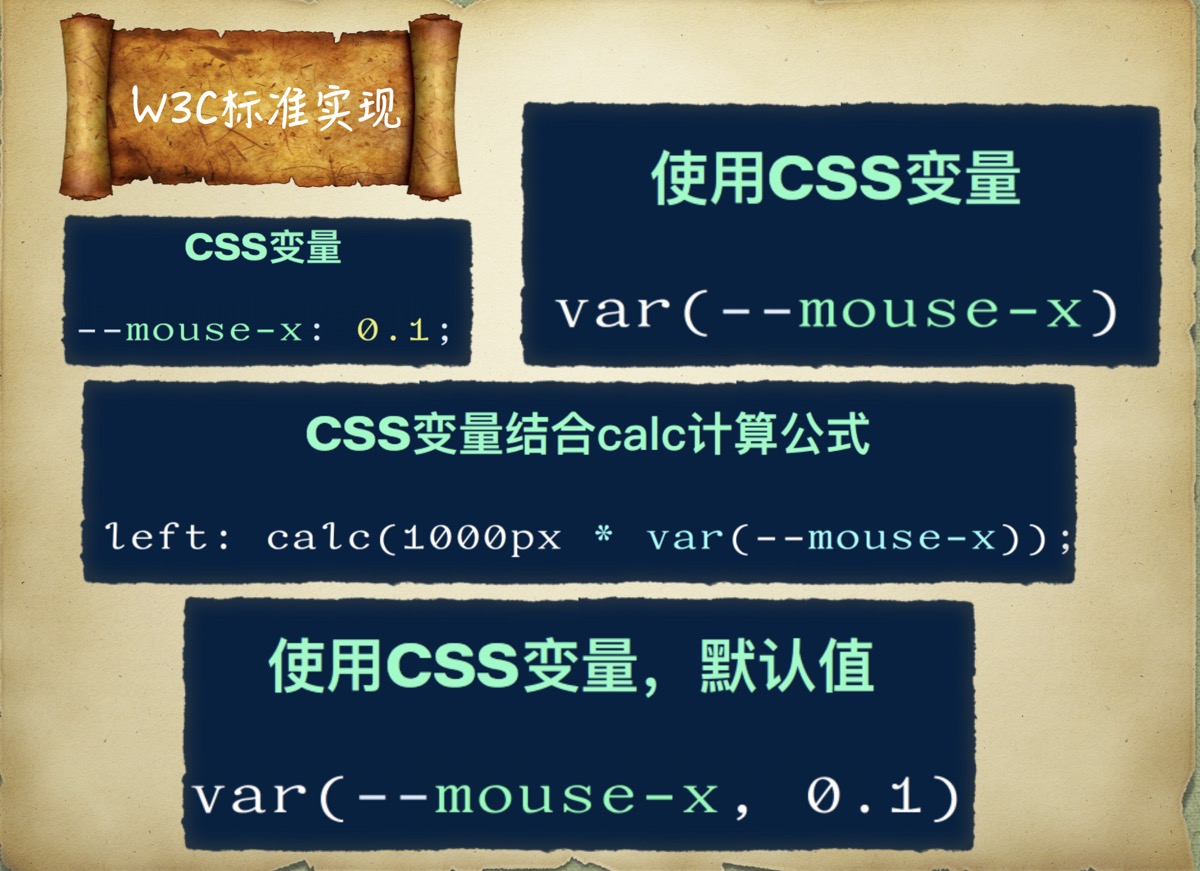 W3C标准实现
使用CSS变量
var(--mouse-x)
CSS变量
--mouse-x: 0.1;
CSS变量结合calc计算公式
left: calc(1000px * var(--mouse-x));
使用CSS变量，默认值
var(--mouse-x, 0.1)